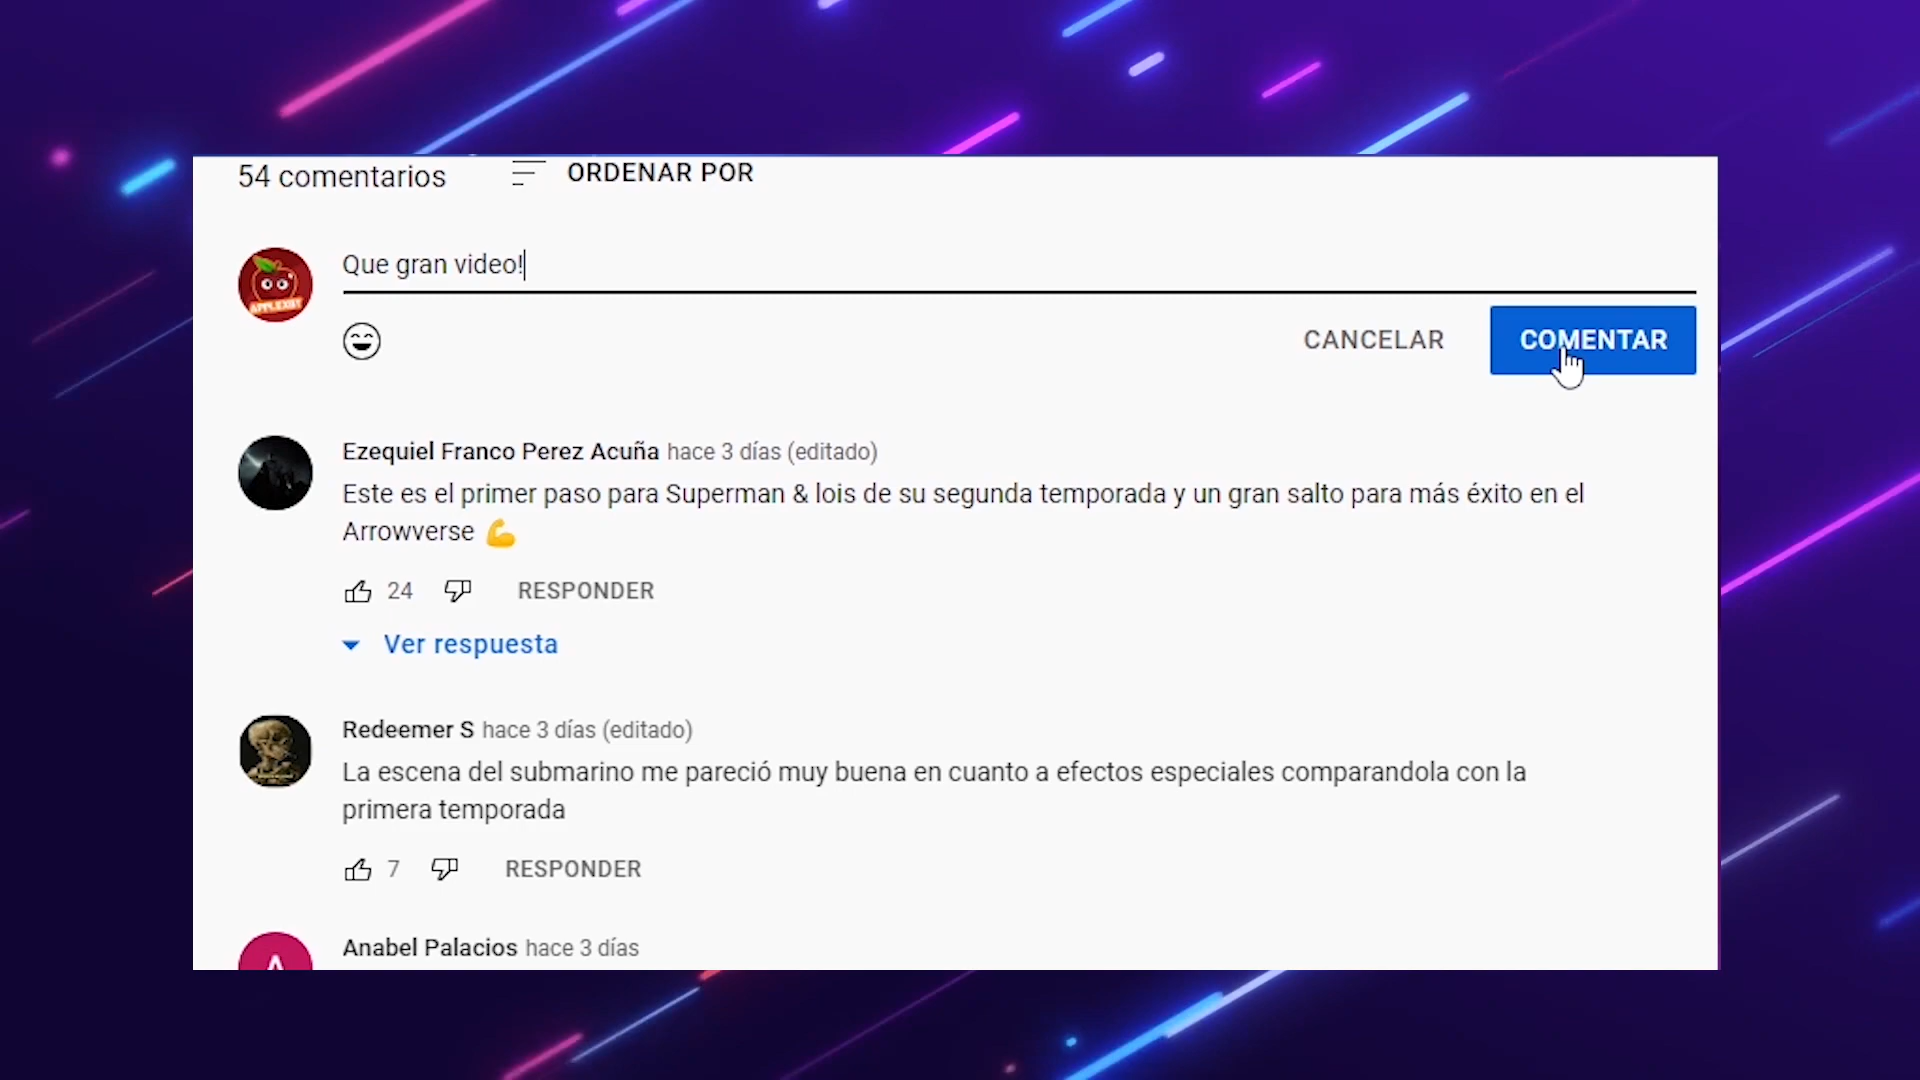 54 comentarios
ORDENAR POR
Que gran video!
APPLEXBY
CANCELAR
COMENTAR
Ezequiel Franco Perez Acuña hace 3 días (editado)
Este es el primer paso para Superman & lois de su segunda temporada y un gran salto para más éxito en el
Arrowverse 💪
24
RESPONDER
Ver respuesta
Redeemer S hace 3 días (editado)
La escena del submarino me pareció muy buena en cuanto a efectos especiales comparandola con la
primera temporada
7
RESPONDER
Anabel Palacios hace 3 días
A